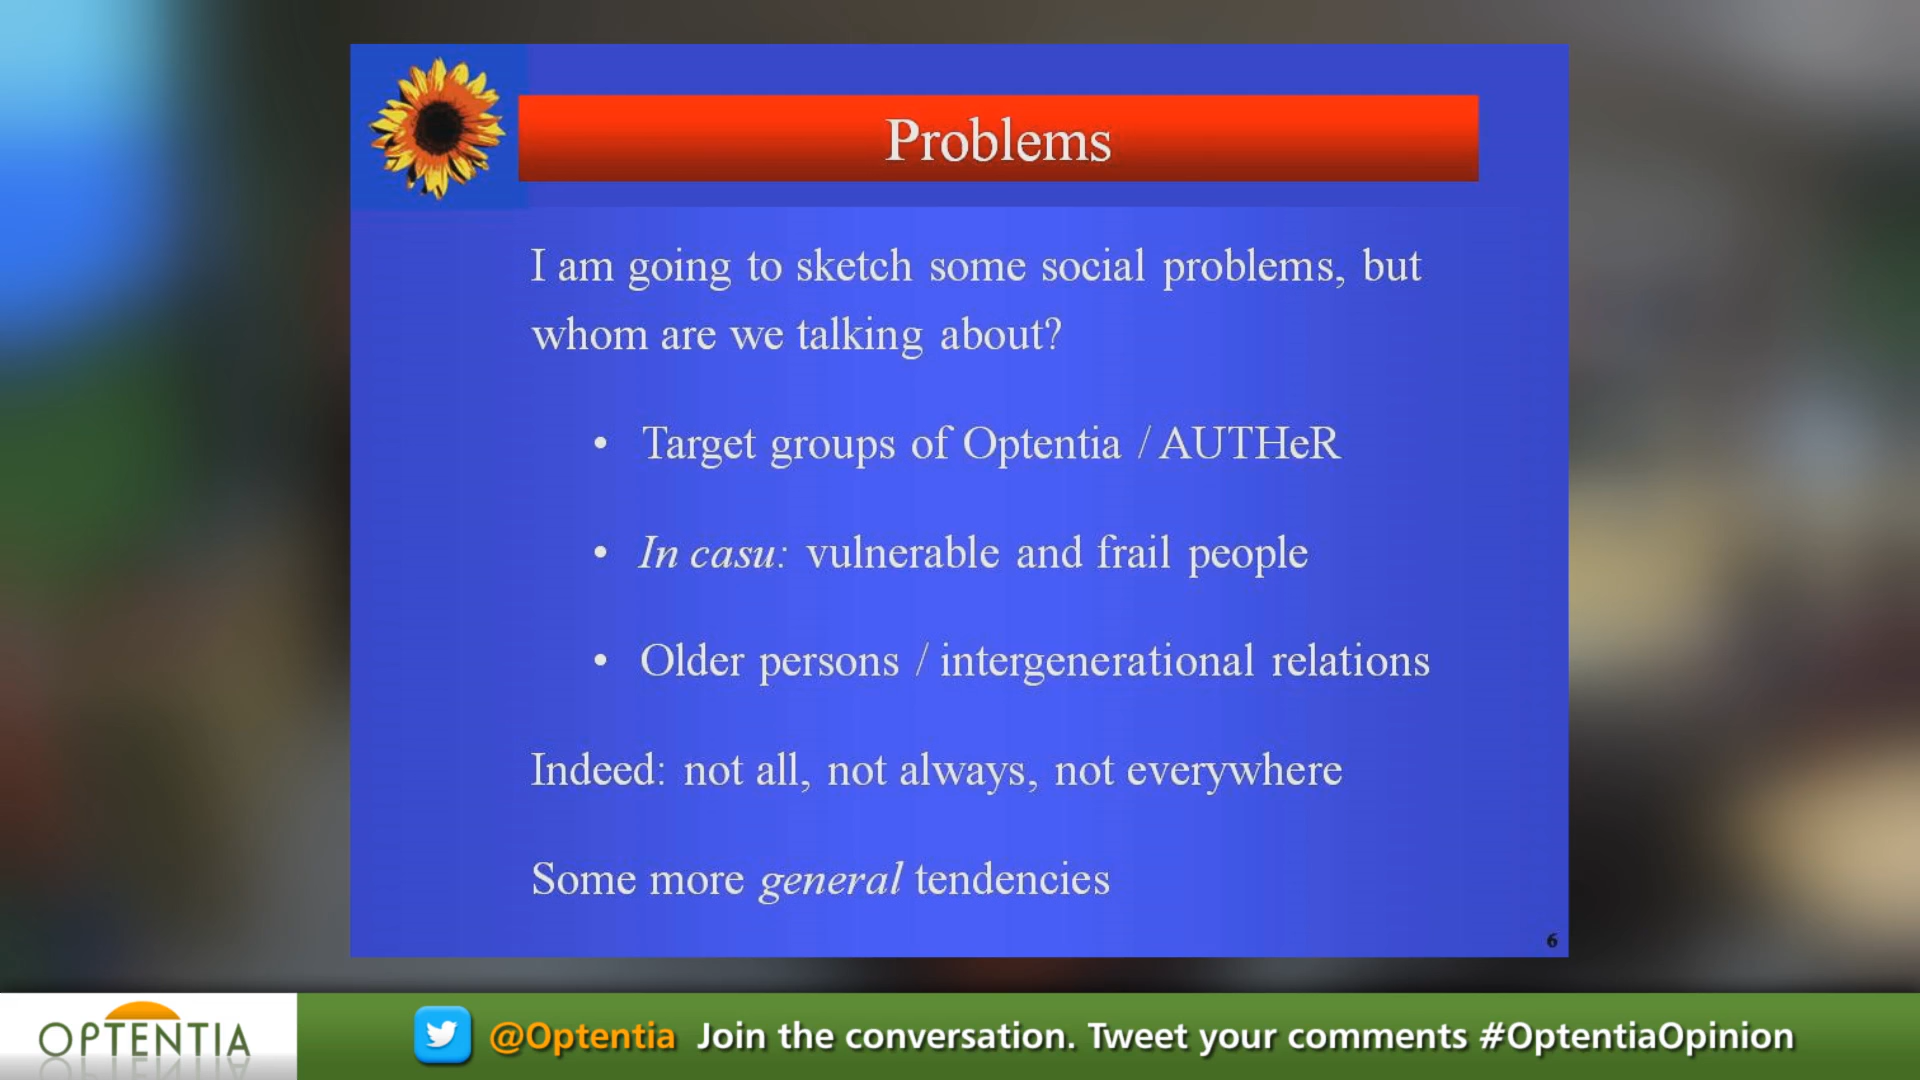 Problems
I am going to sketch some social problems, but
whom are we talking about?
• Target groups of Optentia / AUTHeR
• In casu: vulnerable and frail people
• Older persons / intergenerational relations
Indeed: not all, not always, not everywhere
Some more general tendencies
6
OPTENTIA
@Optentia Join the conversation. Tweet your comments #OptentiaOpinion